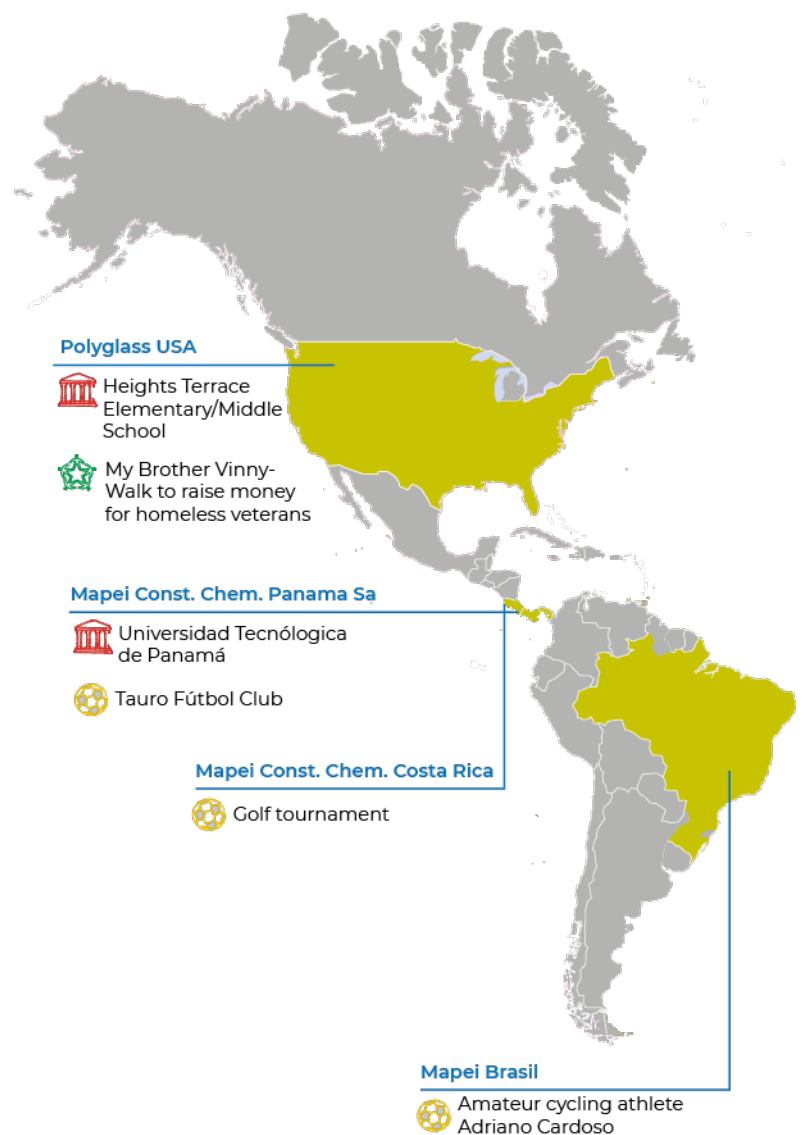 Polyglass USA
Heights Terrace
Elementary/Middle
School
My Brother Vinny-
Walk to raise money
for homeless veterans
Mapei Const. Chem. Panama Sa
Universidad Tecnólogica
de Panamá
Tauro Fútbol Club
Mapei Const. Chem. Costa Rica
Golf tournament
Mapei Brasil
Amateur cycling athlete
Adriano Cardoso